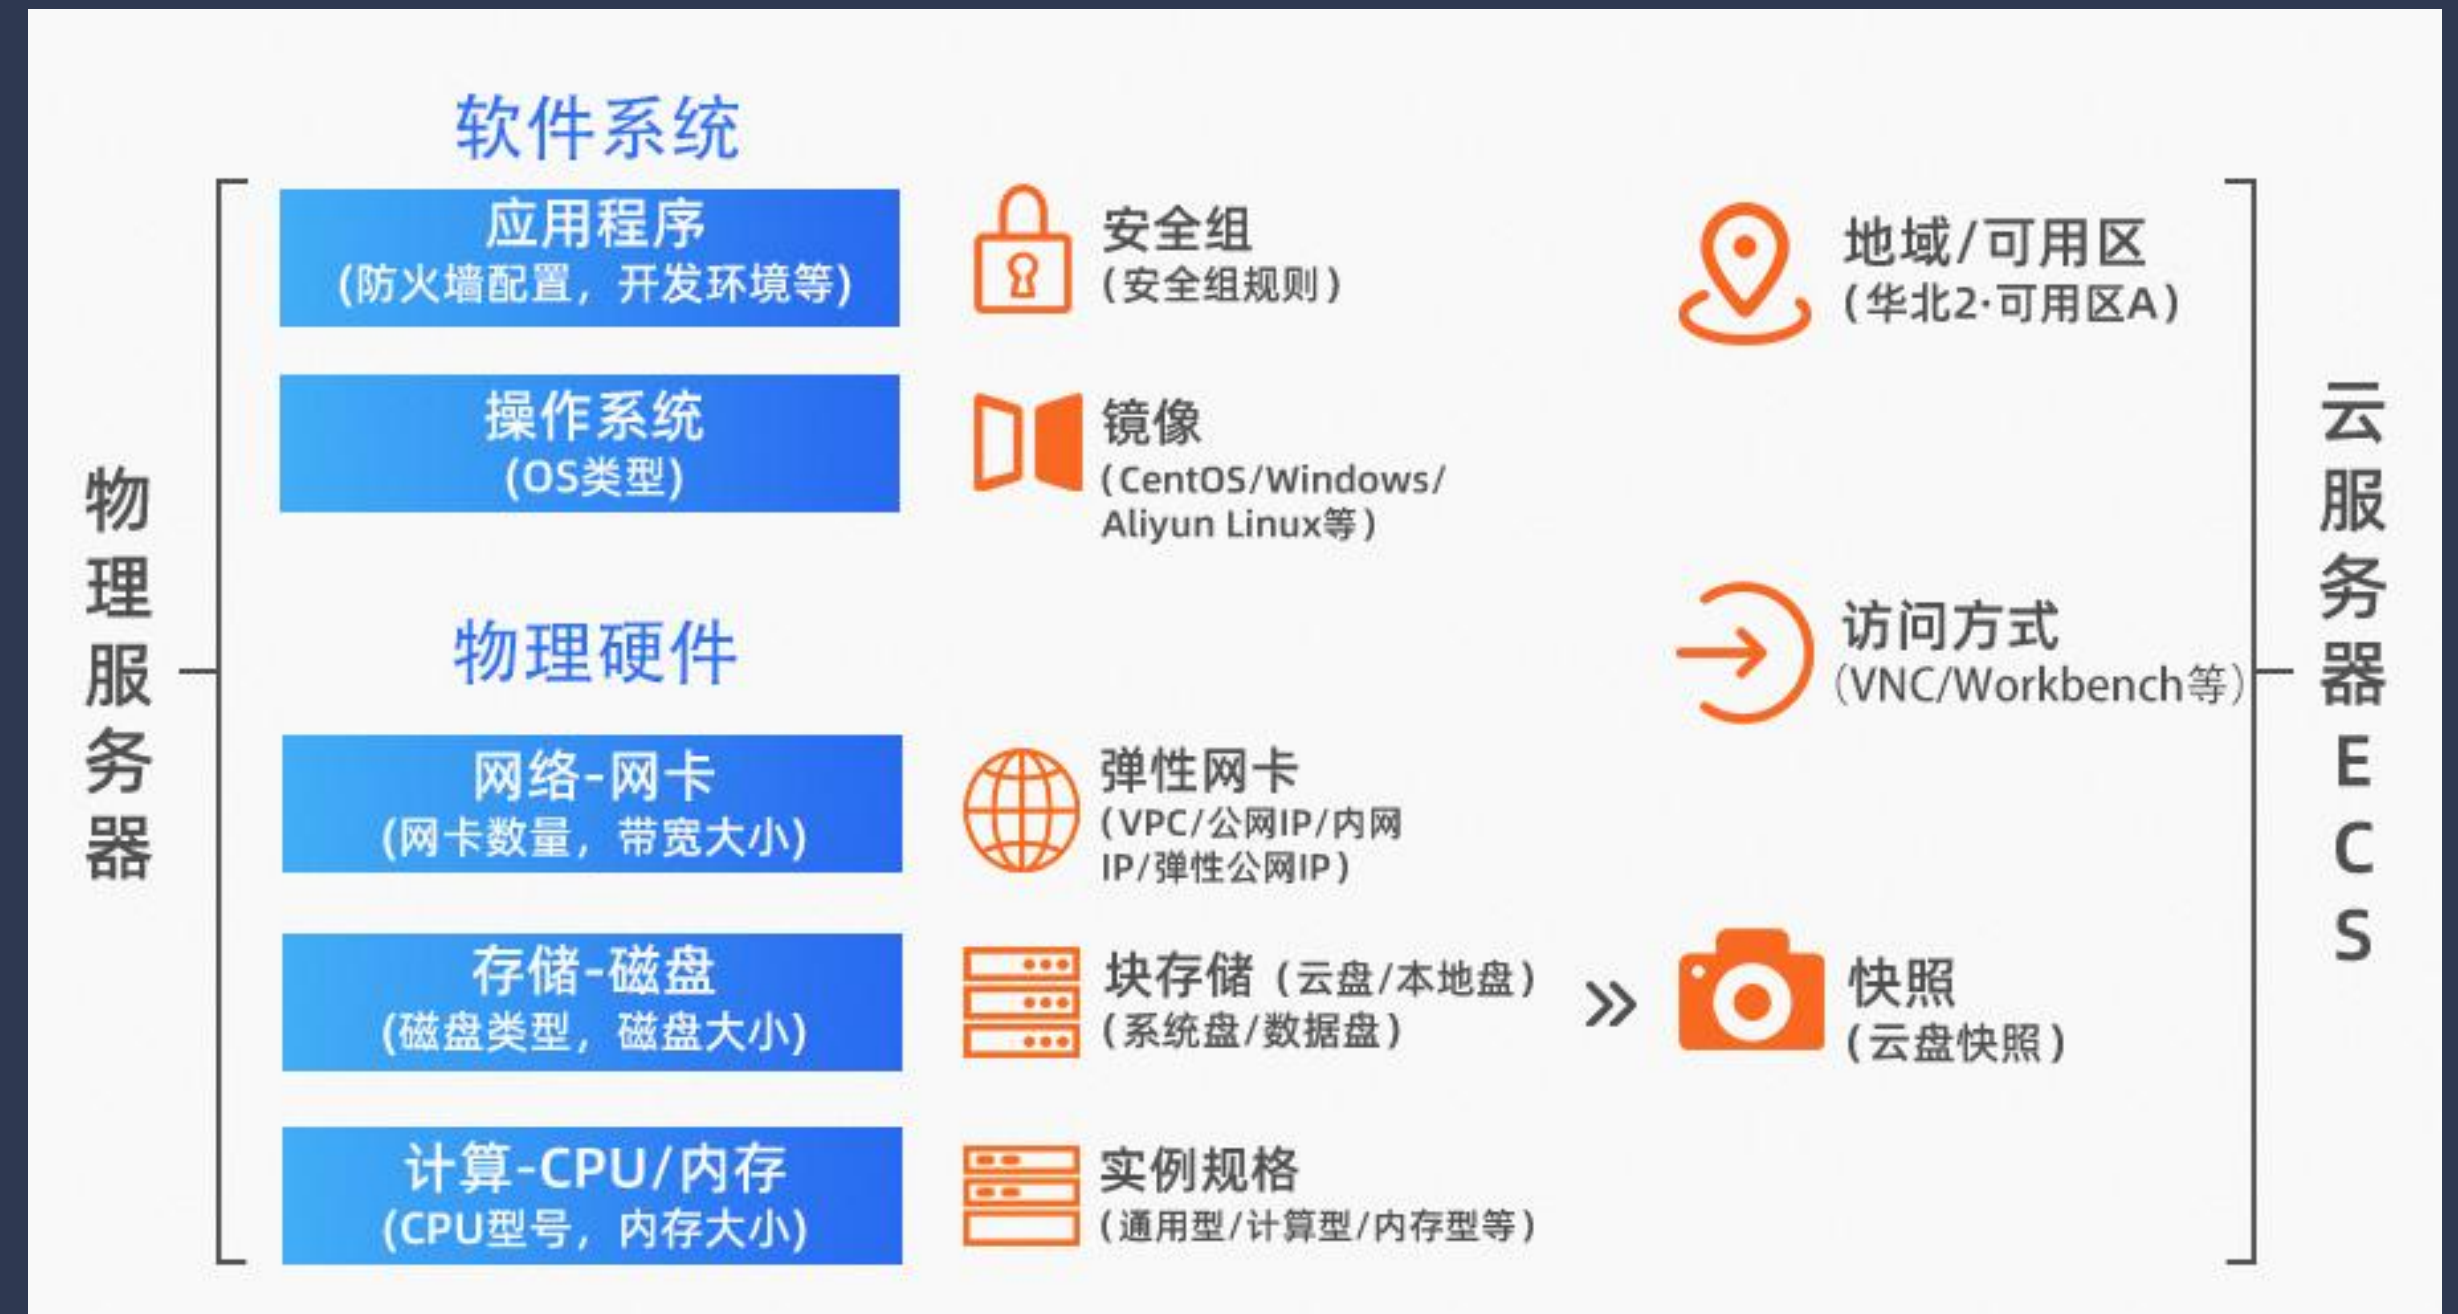 物理服务器
软件系统
应用程序
(防火墙配置，开发环境等)
操作系统
(OS类型)
物理硬件
网络-网卡
(网卡数量，带宽大小)
存储-磁盘
(磁盘类型，磁盘大小)
计算-CPU/内存
(CPU型号，内存大小)
安全组
(安全组规则)
镜像
(CentOS/Windows/
Aliyun Linux等)
弹性网卡
(VPC/公网IP/内网
IP/弹性公网IP)
块存储 (云盘/本地盘)
(系统盘/数据盘)
实例规格
(通用型/计算型/内存型等)
地域/可用区
(华北2·可用区A)
访问方式
(VNC/Workbench等)
快照
(云盘快照)
云服务器ECS